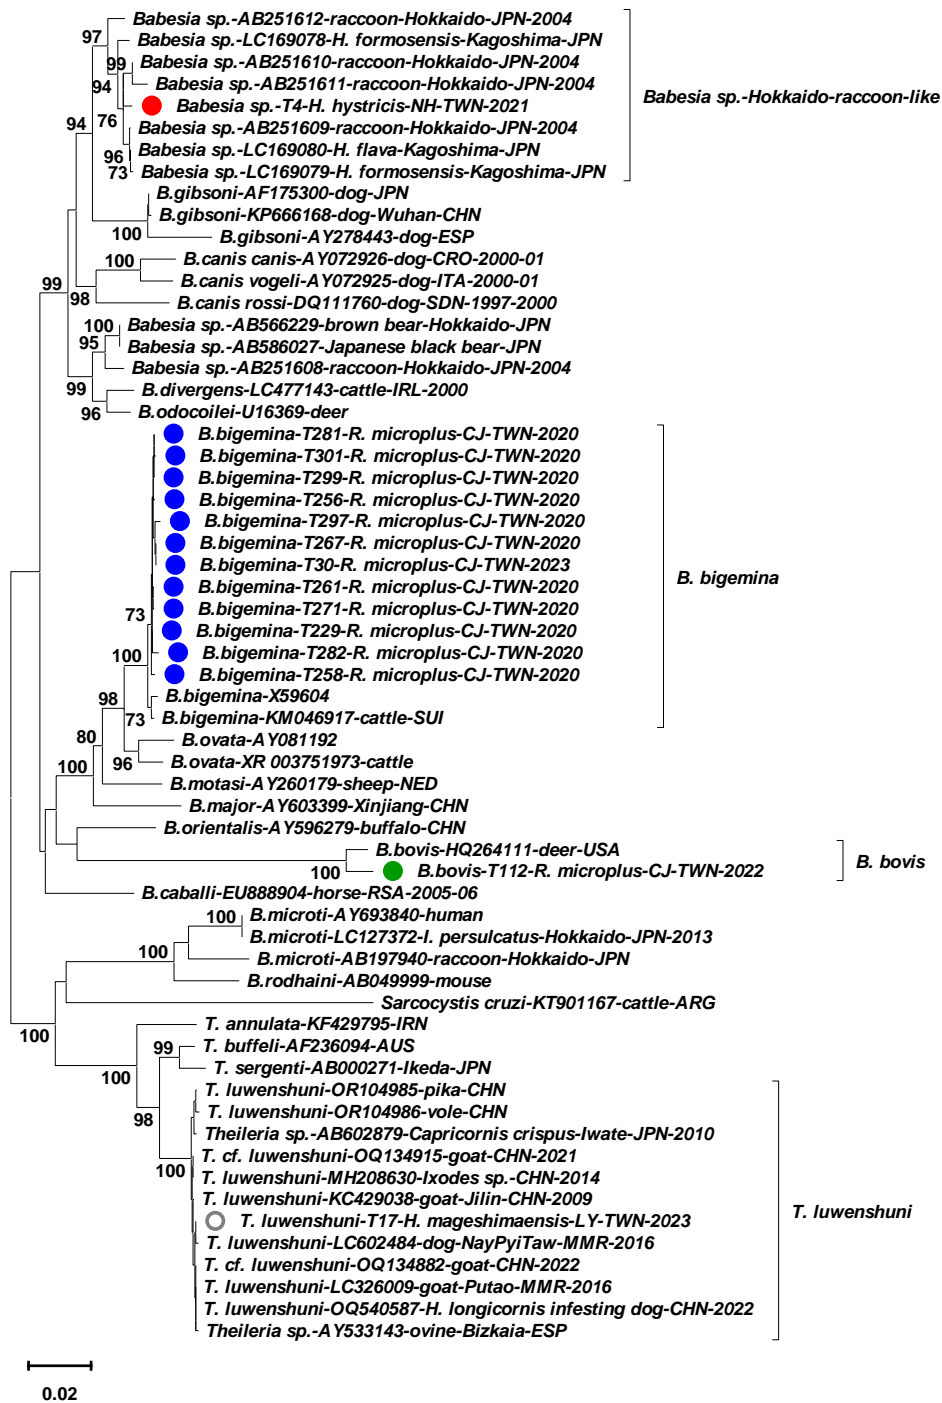 Babesia sp.-AB251612-raccoon-Hokkaido-JPN-2004
97
Babesia sp.-LC169078-H. formosensis-Kagoshima-JPN
99
Babesia sp.-AB251610-raccoon-Hokkaido-JPN-2004
94
Babesia sp.-AB251611-raccoon-Hokkaido-JPN-2004
Babesia sp.-Hokkaido-raccoon-like
Babesia sp.-T4-H. hystricis-NH-TWN-2021
76
94
Babesia sp.-AB251609-raccoon-Hokkaido-JPN-2004
96
Babesia sp.-LC169080-H. flava-Kagoshima-JPN
73
Babesia sp.-LC169079-H. formosensis-Kagoshima-JPN
B.gibsoni-AF175300-dog-JPN
B.gibsoni-KP666168-dog-Wuhan-CHN
100
B.gibsoni-AY278443-dog-ESP
100
B.canis canis-AY072926-dog-CRO-2000-01
99
B.canis vogeli-AY072925-dog-ITA-2000-01
98
B.canis rossi-DQ111760-dog-SDN-1997-2000
100
Babesia sp.-AB566229-brown bear-Hokkaido-JPN
95
Babesia sp.-AB586027-Japanese black bear-JPN
Babesia sp.-AB251608-raccoon-Hokkaido-JPN-2004
99
B.divergens-LC477143-cattle-IRL-2000
96
B.odocoilei-U16369-deer
B.bigemina-T281-R. microplus-CJ-TWN-2020
B.bigemina-T301-R. microplus-CJ-TWN-2020
B.bigemina-T299-R. microplus-CJ-TWN-2020
B.bigemina-T256-R. microplus-CJ-TWN-2020
B.bigemina-T297-R. microplus-CJ-TWN-2020
B.bigemina-T267-R. microplus-CJ-TWN-2020
B.bigemina-T30-R. microplus-CJ-TWN-2023
B. bigemina
B.bigemina-T261-R. microplus-CJ-TWN-2020
B.bigemina-T271-R. microplus-CJ-TWN-2020
73
B.bigemina-T229-R. microplus-CJ-TWN-2020
B.bigemina-T282-R. microplus-CJ-TWN-2020
100
B.bigemina-T258-R. microplus-CJ-TWN-2020
98
B.bigemina-X59604
73
B.bigemina-KM046917-cattle-SUI
80
B.ovata-AY081192
96
B.ovata-XR 003751973-cattle
100
B.motasi-AY260179-sheep-NED
B.major-AY603399-Xinjiang-CHN
B.orientalis-AY596279-buffalo-CHN
B.bovis-HQ264111-deer-USA
B. bovis
100
B.bovis-T112-R. microplus-CJ-TWN-2022
B.caballi-EU888904-horse-RSA-2005-06
100
B.microti-AY693840-human
B.microti-LC127372-I. persulcatus-Hokkaido-JPN-2013
100
B.microti-AB197940-raccoon-Hokkaido-JPN
B.rodhaini-AB049999-mouse
Sarcocystis cruzi-KT901167-cattle-ARG
T. annulata-KF429795-IRN
100
99
T. buffeli-AF236094-AUS
T. sergenti-AB000271-Ikeda-JPN
100
T. luwenshuni-OR104985-pika-CHN
98
T. luwenshuni-OR104986-vole-CHN
Theileria sp.-AB602879-Capricornis crispus-Iwate-JPN-2010
T. cf. luwenshuni-OQ134915-goat-CHN-2021
100
T. luwenshuni-MH208630-Ixodes sp.-CHN-2014
T. luwenshuni-KC429038-goat-Jilin-CHN-2009
T. luwenshuni
T. luwenshuni-T17-H. mageshimaensis-LY-TWN-2023
T. luwenshuni-LC602484-dog-NayPyiTaw-MMR-2016
T. cf. luwenshuni-OQ134882-goat-CHN-2022
T. luwenshuni-LC326009-goat-Putao-MMR-2016
T. luwenshuni-OQ540587-H. longicornis infesting dog-CHN-2022
Theileria sp.-AY533143-ovine-Bizkaia-ESP
0.02